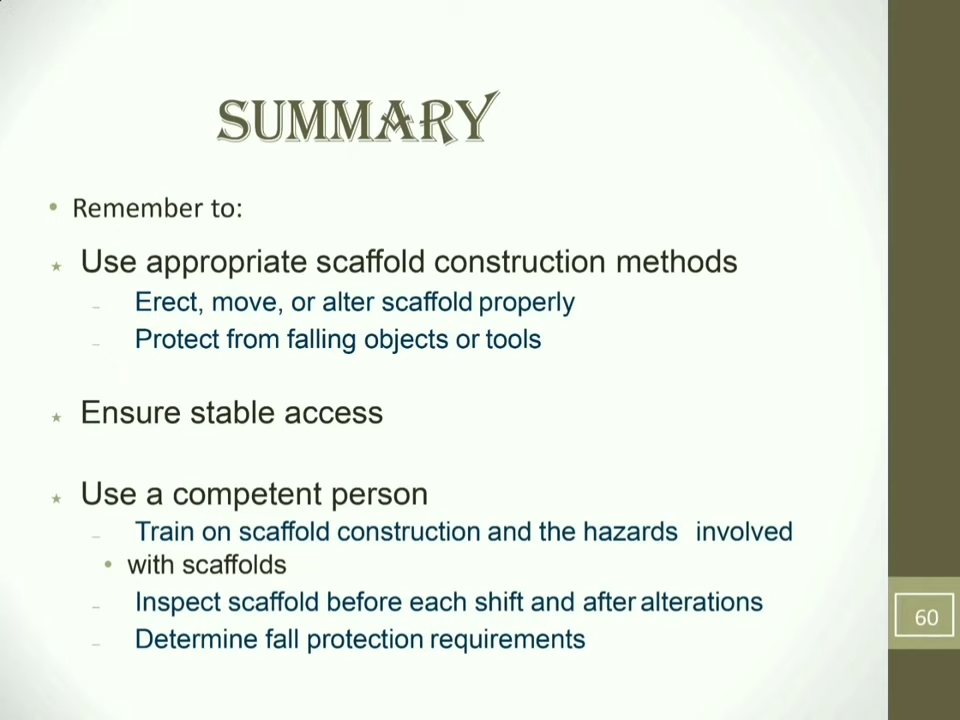 SUMMARY
• Remember to:
★ Use appropriate scaffold construction methods
– Erect, move, or alter scaffold properly
– Protect from falling objects or tools
★ Ensure stable access
★ Use a competent person
– Train on scaffold construction and the hazards involved
• with scaffolds
– Inspect scaffold before each shift and after alterations
– Determine fall protection requirements
60